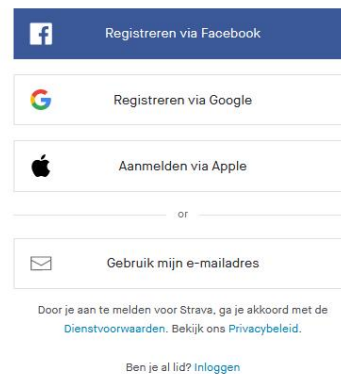 Registreren via Facebook
Registreren via Google
Aanmelden via Apple
or
Gebruik mijn e-mailadres
Door je aan te melden voor Strava, ga je akkoord met de
Dienstvoorwaarden. Bekijk ons Privacybeleid.
Ben je al lid? Inloggen